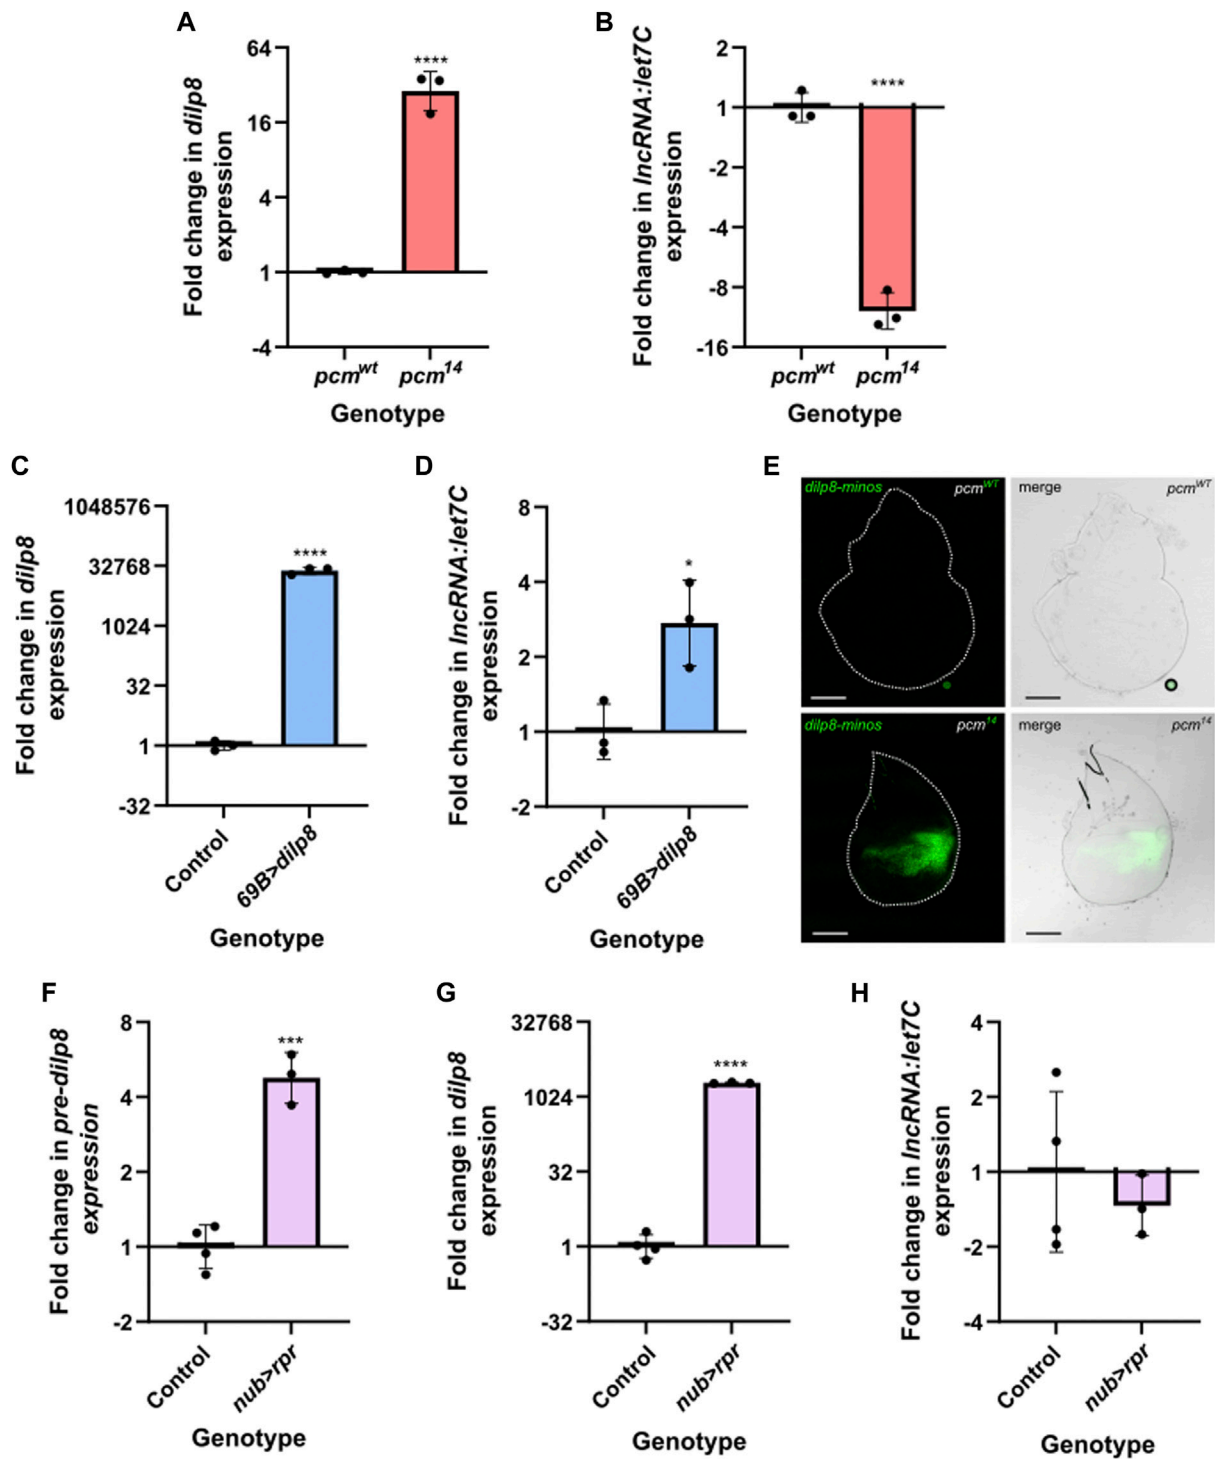 A
Fold change in dilp8
expression
64
16
4
1
-4
****
pcm^wt pcm^14
Genotype
B
Fold change in lncRNA:let7C
expression
2
1
-2
-4
-8
-16
****
pcm^wt pcm^14
Genotype
C
Fold change in dilp8
expression
1048576
32768
1024
32
1
-32
****
Control 69B>dilp8
Genotype
D
Fold change in lncRNA:let7C
expression
8
4
2
1
-2
*
Control 69B>dilp8
Genotype
E
dilp8-minos pcm^WT
merge pcm^WT
dilp8-minos pcm^14
merge pcm^14
F
Fold change in pre-dilp8
expression
8
4
2
1
-2
***
Control nub>rpr
Genotype
G
Fold change in dilp8
expression
32768
1024
32
1
-32
****
Control nub>rpr
Genotype
H
Fold change in lncRNA:let7C
expression
4
2
1
-2
-4
Control nub>rpr
Genotype